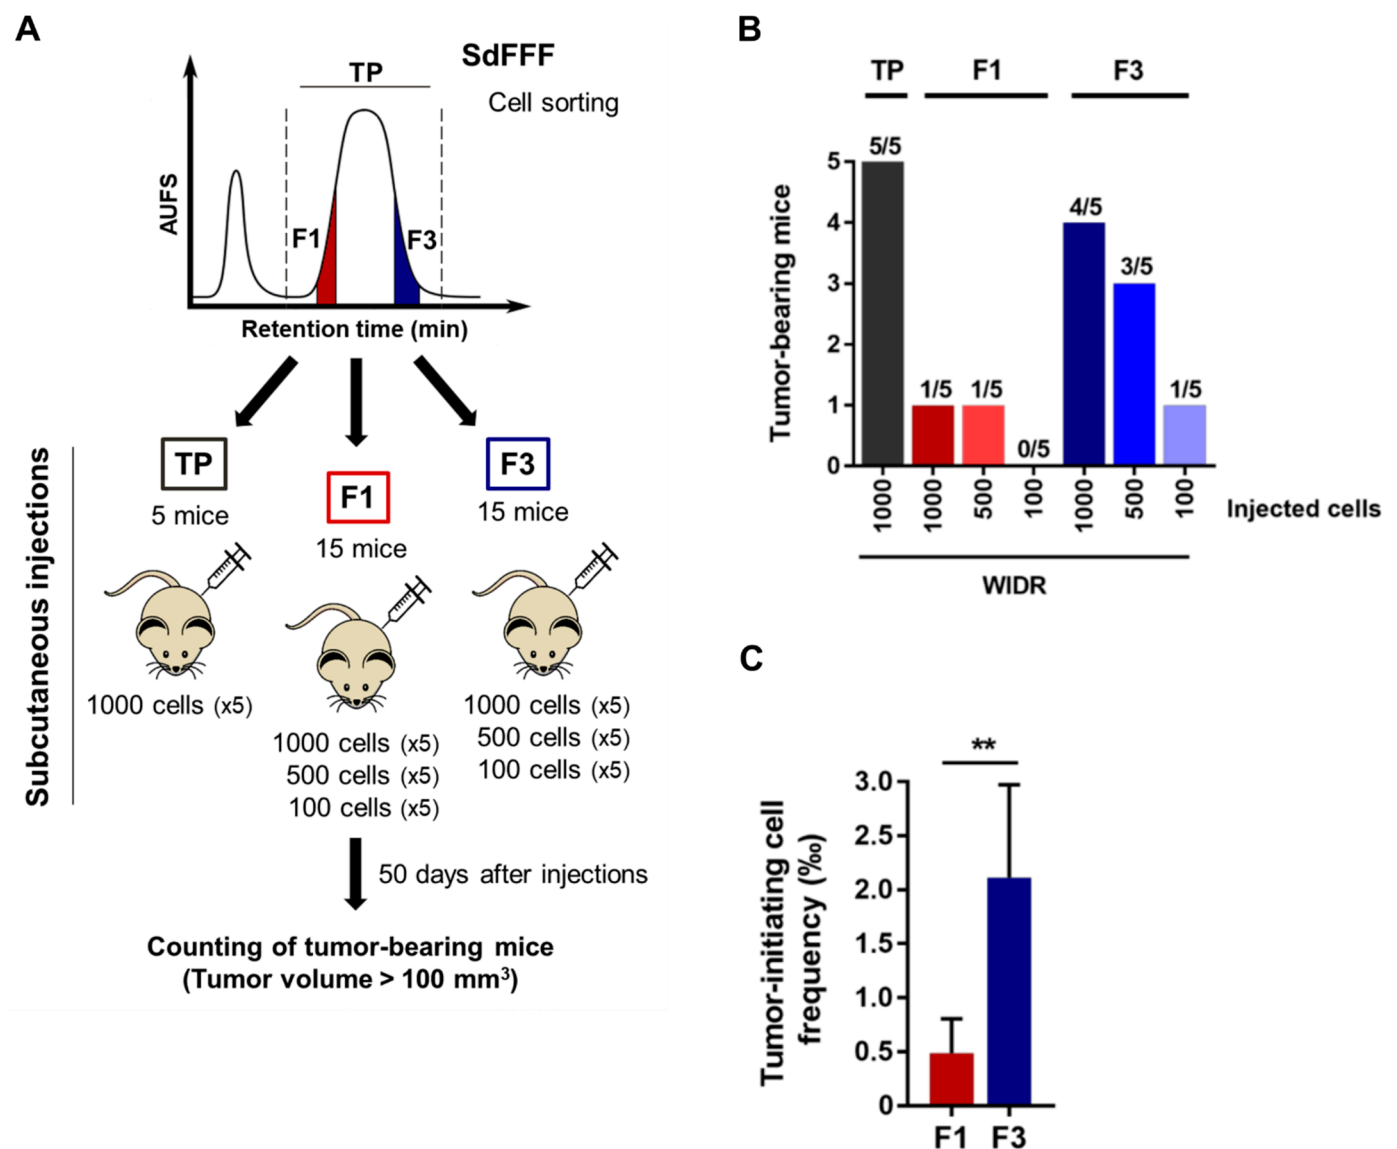 A
SdFFF
TP
Cell sorting
AUFS
F1
F3
Retention time (min)
Subcutaneous injections
TP
5 mice
1000 cells (x5)
F1
15 mice
1000 cells (x5)
500 cells (x5)
100 cells (x5)
F3
15 mice
1000 cells (x5)
500 cells (x5)
100 cells (x5)
50 days after injections
Counting of tumor-bearing mice
(Tumor volume > 100 mm³)
B
TP F1 F3
Tumor-bearing mice
5
4
3
2
1
0
5/5
1/5
1/5
0/5
4/5
3/5
1/5
1000
1000
500
100
1000
500
100
Injected cells
WIDR
C
**
Tumor-initiating cell
frequency (‰)
3.0
2.5
2.0
1.5
1.0
0.5
0
F1 F3